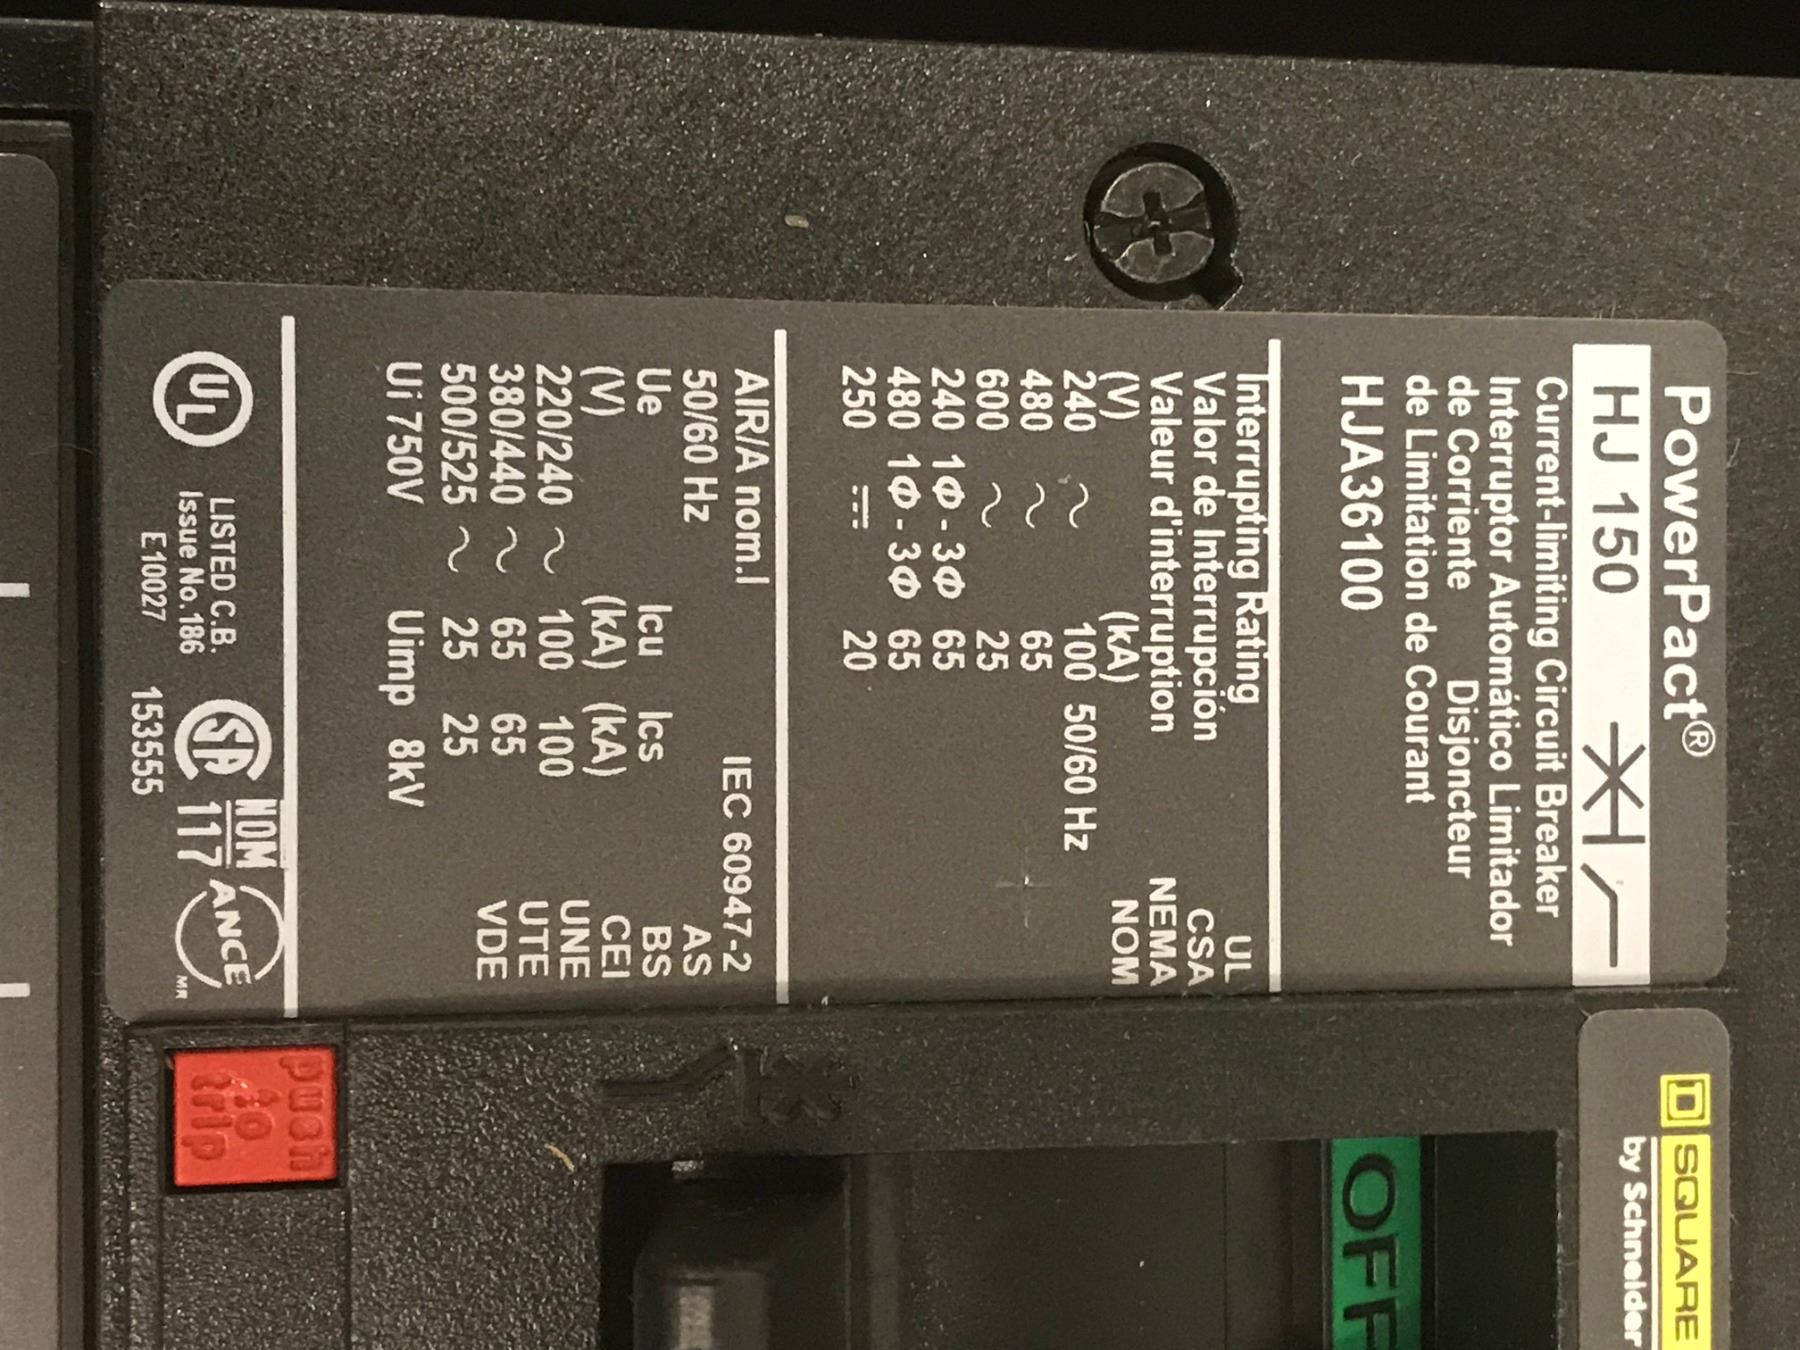 PowerPact®
HJ 150
Current-limiting Circuit Breaker
Interruptor Automático Limitador
de Corriente Disjoncteur
de Limitation de Courant
HJA36100
Interrupting Rating UL
Valor de Interrupción CSA
Valeur d'interruption NEMA
(V) (kA) NOM
240 ~ 100 50/60 Hz
480 ~ 65
600 ~ 25
240 1Φ - 3Φ 65
480 1Φ - 3Φ 65
250 ⎓ 20
AIR/A nom.I IEC 60947-2
50/60 Hz AS
Ue Icu Ics BS
(V) (kA) (kA) CEI
220/240 ~ 100 100 UNE
380/440 ~ 65 65 UTE
500/525 ~ 25 25 VDE
Ui 750V Uimp 8kV
UL
LISTED C.B.
Issue No.186
E10027
SA
153555
NOM
117
ANCE
MR
D SQUARE
by Schneider
push
to
trip
OFF